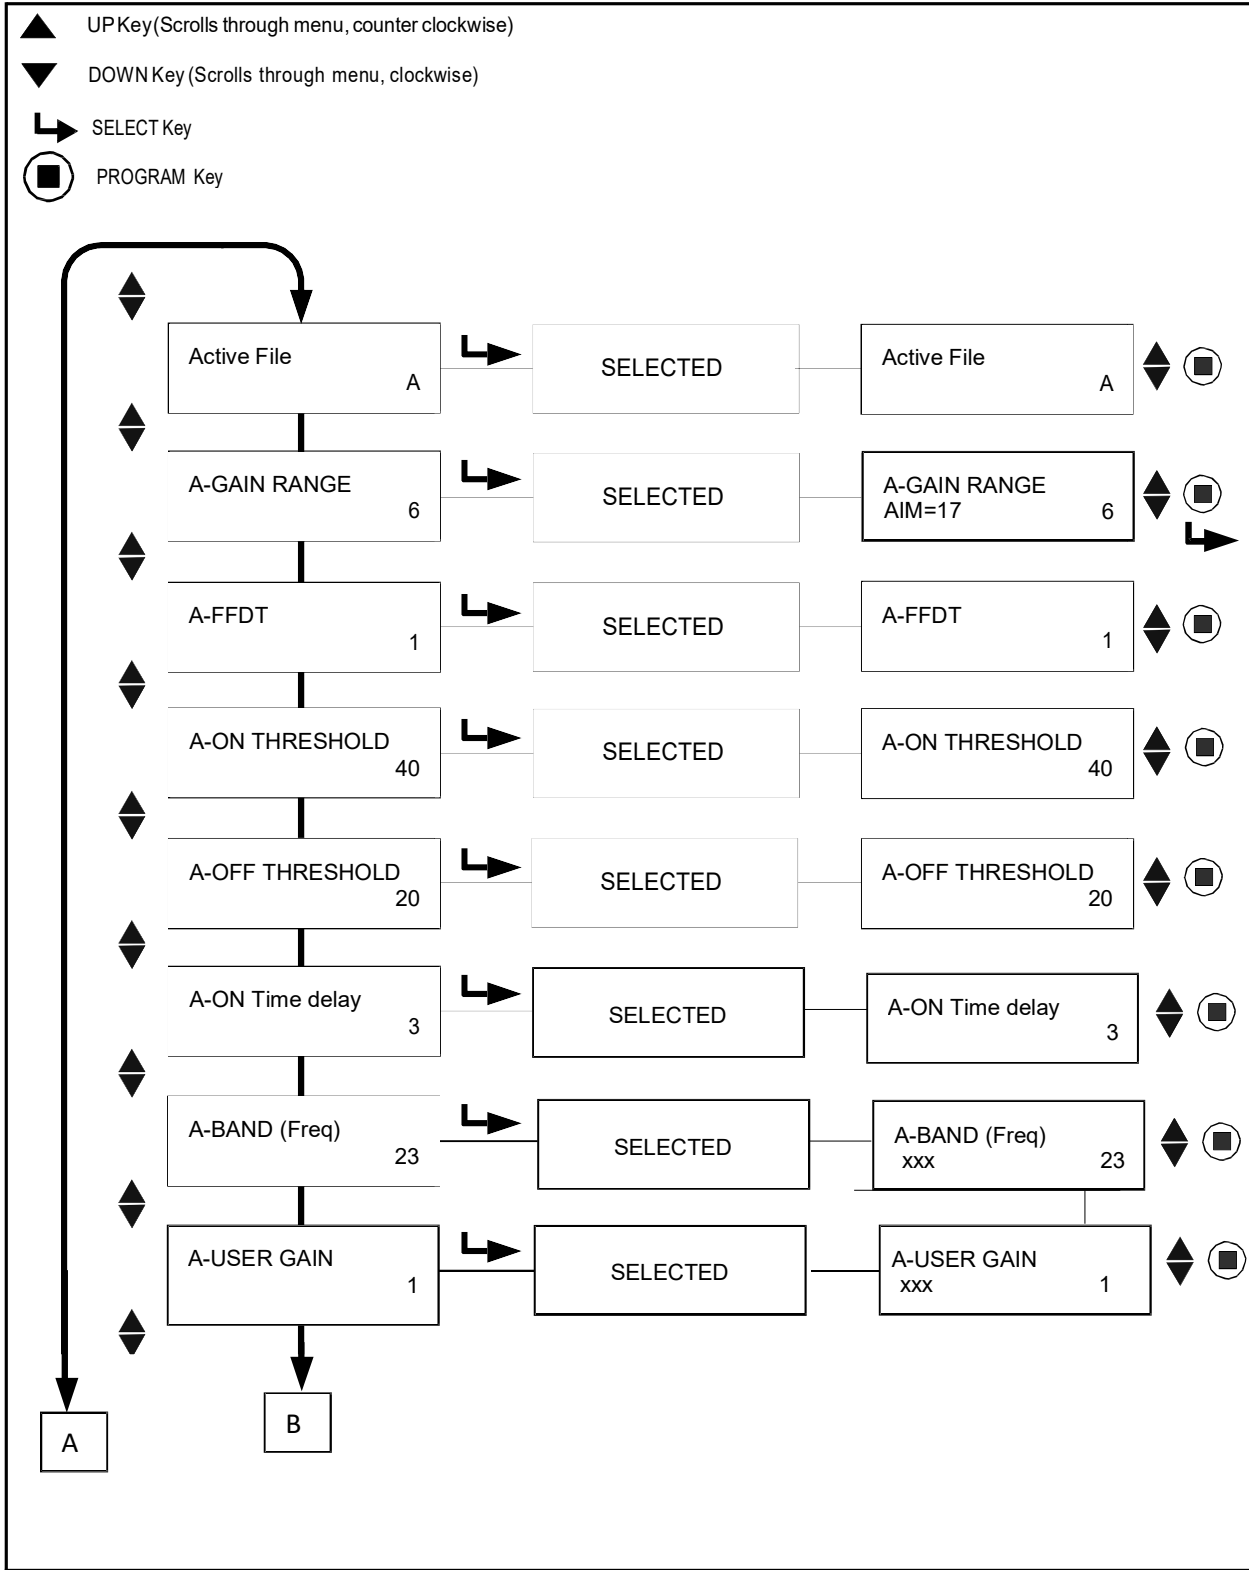 UP Key (Scrolls through menu, counter clockwise)
DOWN Key (Scrolls through menu, clockwise)
SELECT Key
PROGRAM Key
Active File
A
SELECTED
Active File
A
A-GAIN RANGE
6
SELECTED
A-GAIN RANGE
AIM=17 6
A-FFDT
1
SELECTED
A-FFDT
1
A-ON THRESHOLD
40
SELECTED
A-ON THRESHOLD
40
A-OFF THRESHOLD
20
SELECTED
A-OFF THRESHOLD
20
A-ON Time delay
3
SELECTED
A-ON Time delay
3
A-BAND (Freq)
23
SELECTED
A-BAND (Freq)
xxx 23
A-USER GAIN
1
SELECTED
A-USER GAIN
xxx 1
A
B